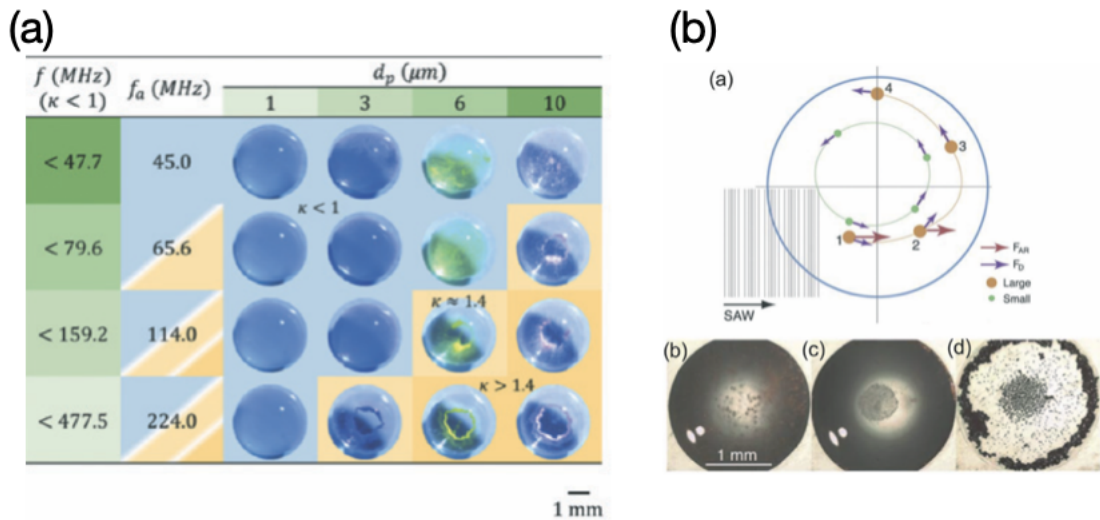 (a)
f (MHz)
(κ < 1)
f_a (MHz)
d_p (μm)
1 3 6 10
< 47.7 45.0
κ < 1
< 79.6 65.6
κ ≈ 1.4
< 159.2 114.0
κ > 1.4
< 477.5 224.0
1 mm
(b)
(a)
4
3
1
2
F_AR
F_D
Large
Small
SAW
(b) (c) (d)
1 mm